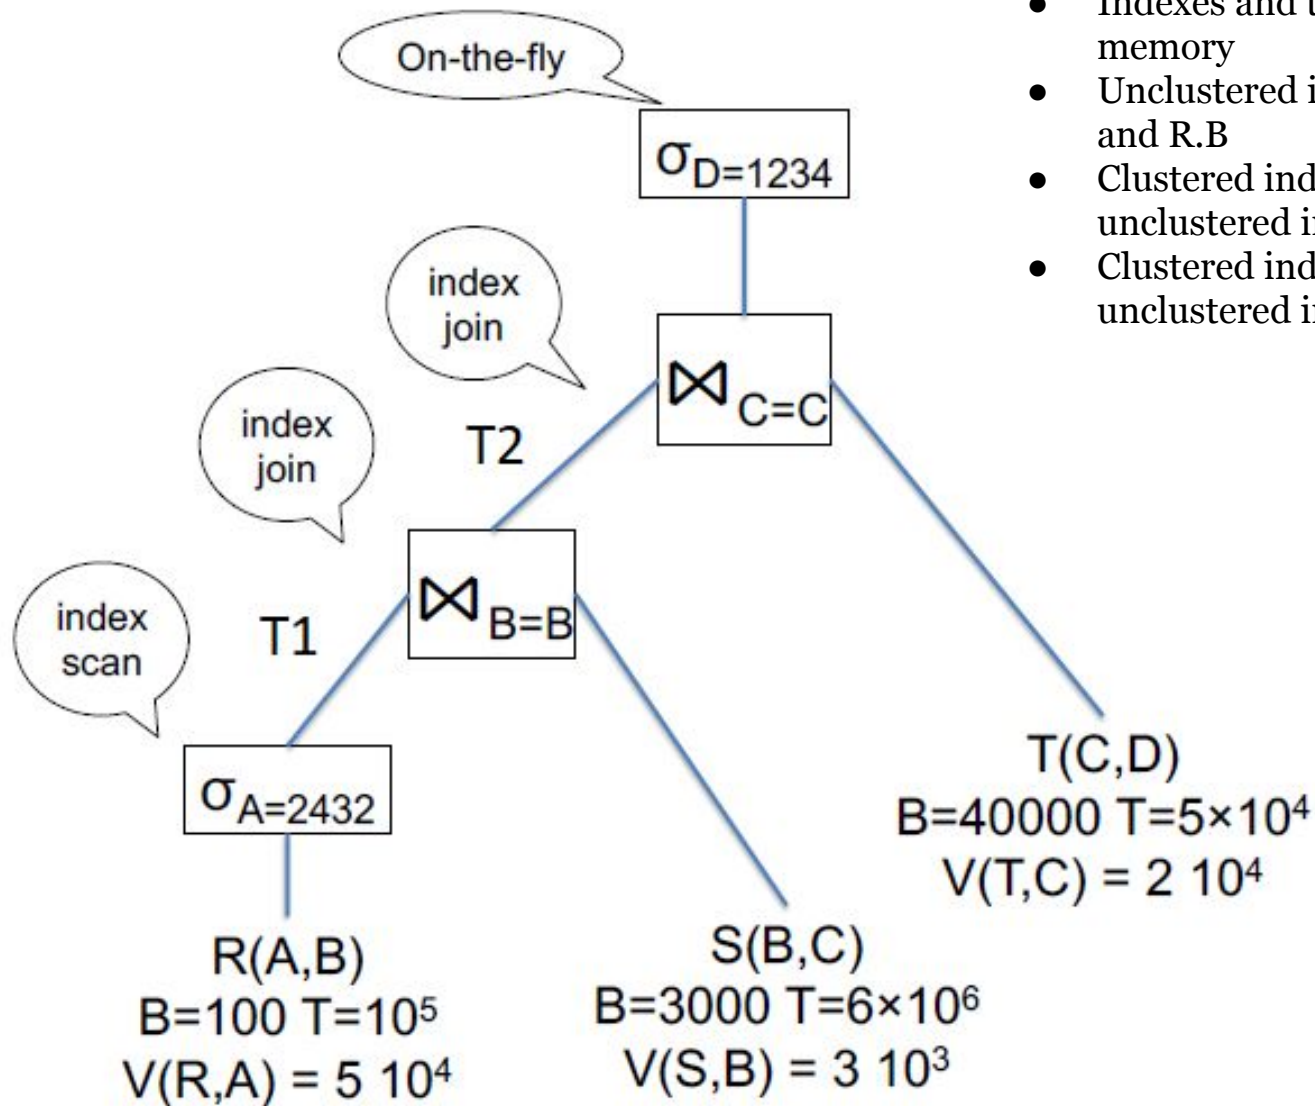 ● Indexes and
memory
● Unclustered
and R.B
● Clustered
unclustered
● Clustered
unclustered
On-the-fly
σD=1234
index
join
⋈ C=C
T2
index
join
⋈ B=B
T1
index
scan
σA=2432
T(C,D)
B=40000 T=5×10⁴
V(T,C) = 2 10⁴
R(A,B)
B=100 T=10⁵
V(R,A) = 5 10⁴
S(B,C)
B=3000 T=6×10⁶
V(S,B) = 3 10³